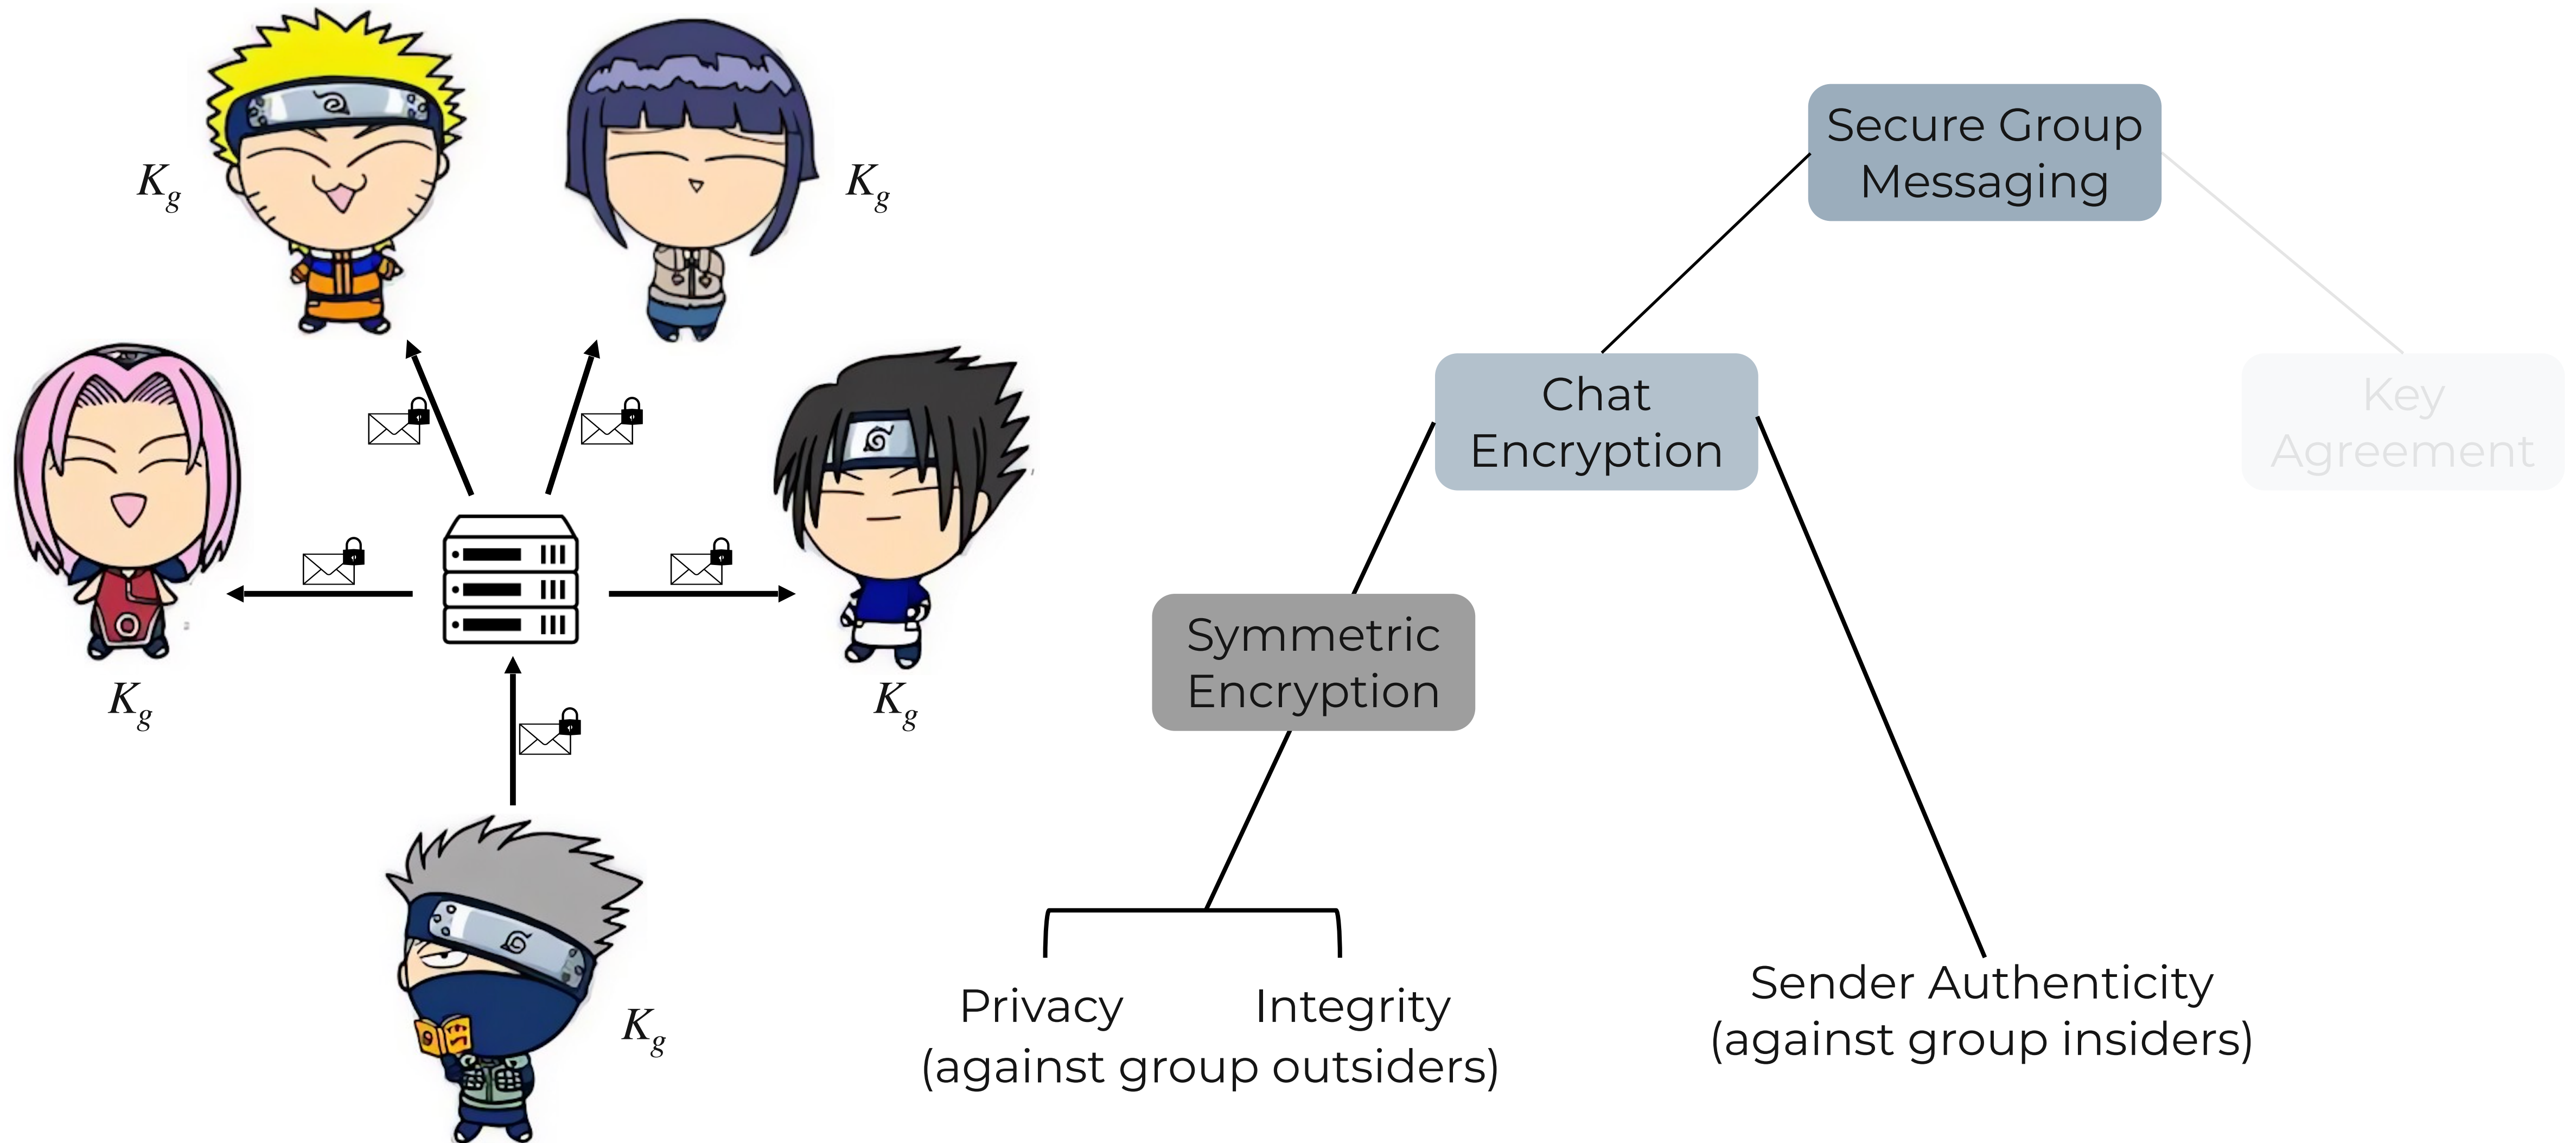 K_g
K_g
K_g
K_g
K_g
Secure Group
Messaging
Chat
Encryption
Key
Agreement
Symmetric
Encryption
Privacy
Integrity
(against group outsiders)
Sender Authenticity
(against group insiders)